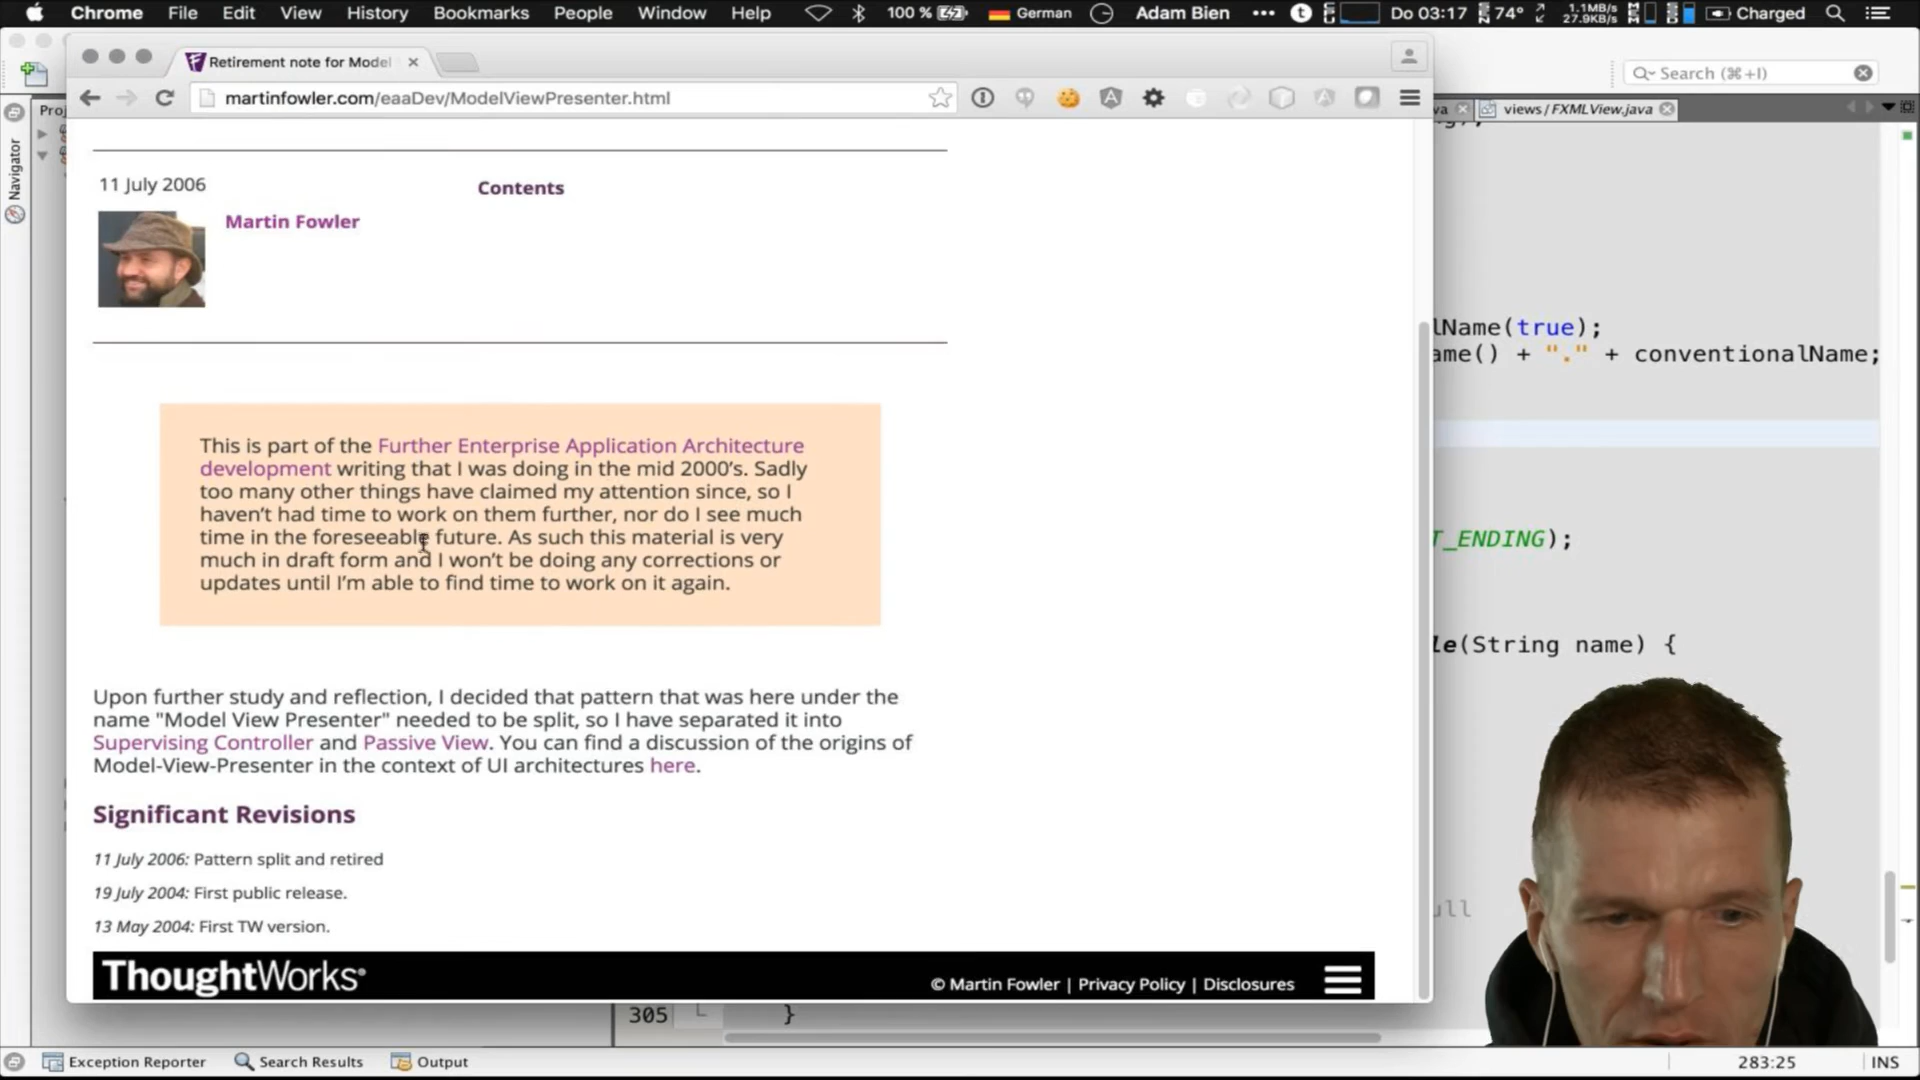 Chrome File Edit View History Bookmarks People Window Help 100 % German Adam Bien Do 03:17 74° 1.1MB/s 27.9KB/s Charged
Retirement note for Model
martinfowler.com/eaaDev/ModelViewPresenter.html
Search (⌘+I)
views / FXMLView.java
Navigator
11 July 2006
Contents
Martin Fowler
This is part of the Further Enterprise Application Architecture
development writing that I was doing in the mid 2000’s. Sadly
too many other things have claimed my attention since, so I
haven’t had time to work on them further, nor do I see much
time in the foreseeable future. As such this material is very
much in draft form and I won’t be doing any corrections or
updates until I’m able to find time to work on it again.
Upon further study and reflection, I decided that pattern that was here under the
name "Model View Presenter" needed to be split, so I have separated it into
Supervising Controller and Passive View. You can find a discussion of the origins of
Model-View-Presenter in the context of UI architectures here.
Significant Revisions
11 July 2006: Pattern split and retired
19 July 2004: First public release.
13 May 2004: First TW version.
ThoughtWorks®
© Martin Fowler | Privacy Policy | Disclosures
lName(true);
ame() + "." + conventionalName;
T_ENDING);
le(String name) {
ull
305 }
Exception Reporter Search Results Output 283:25 INS